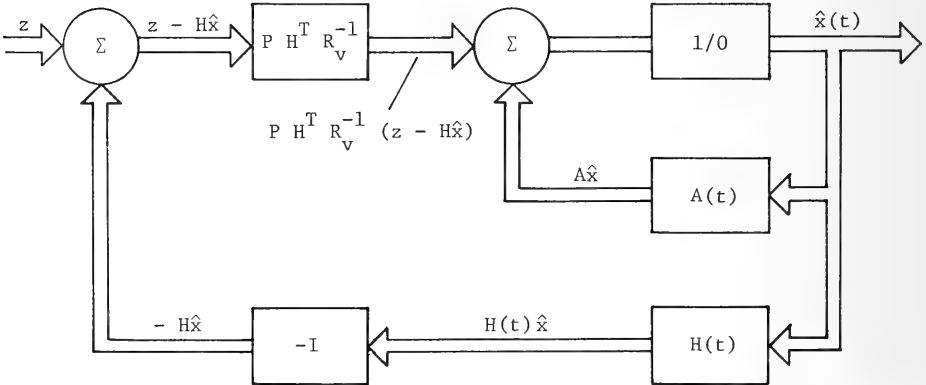 z
Σ
z - Hx̂
P H^T R_v^-1
Σ
1/0
x̂(t)
P H^T R_v^-1 (z - Hx̂)
Ax̂
A(t)
- Hx̂
-I
H(t)x̂
H(t)